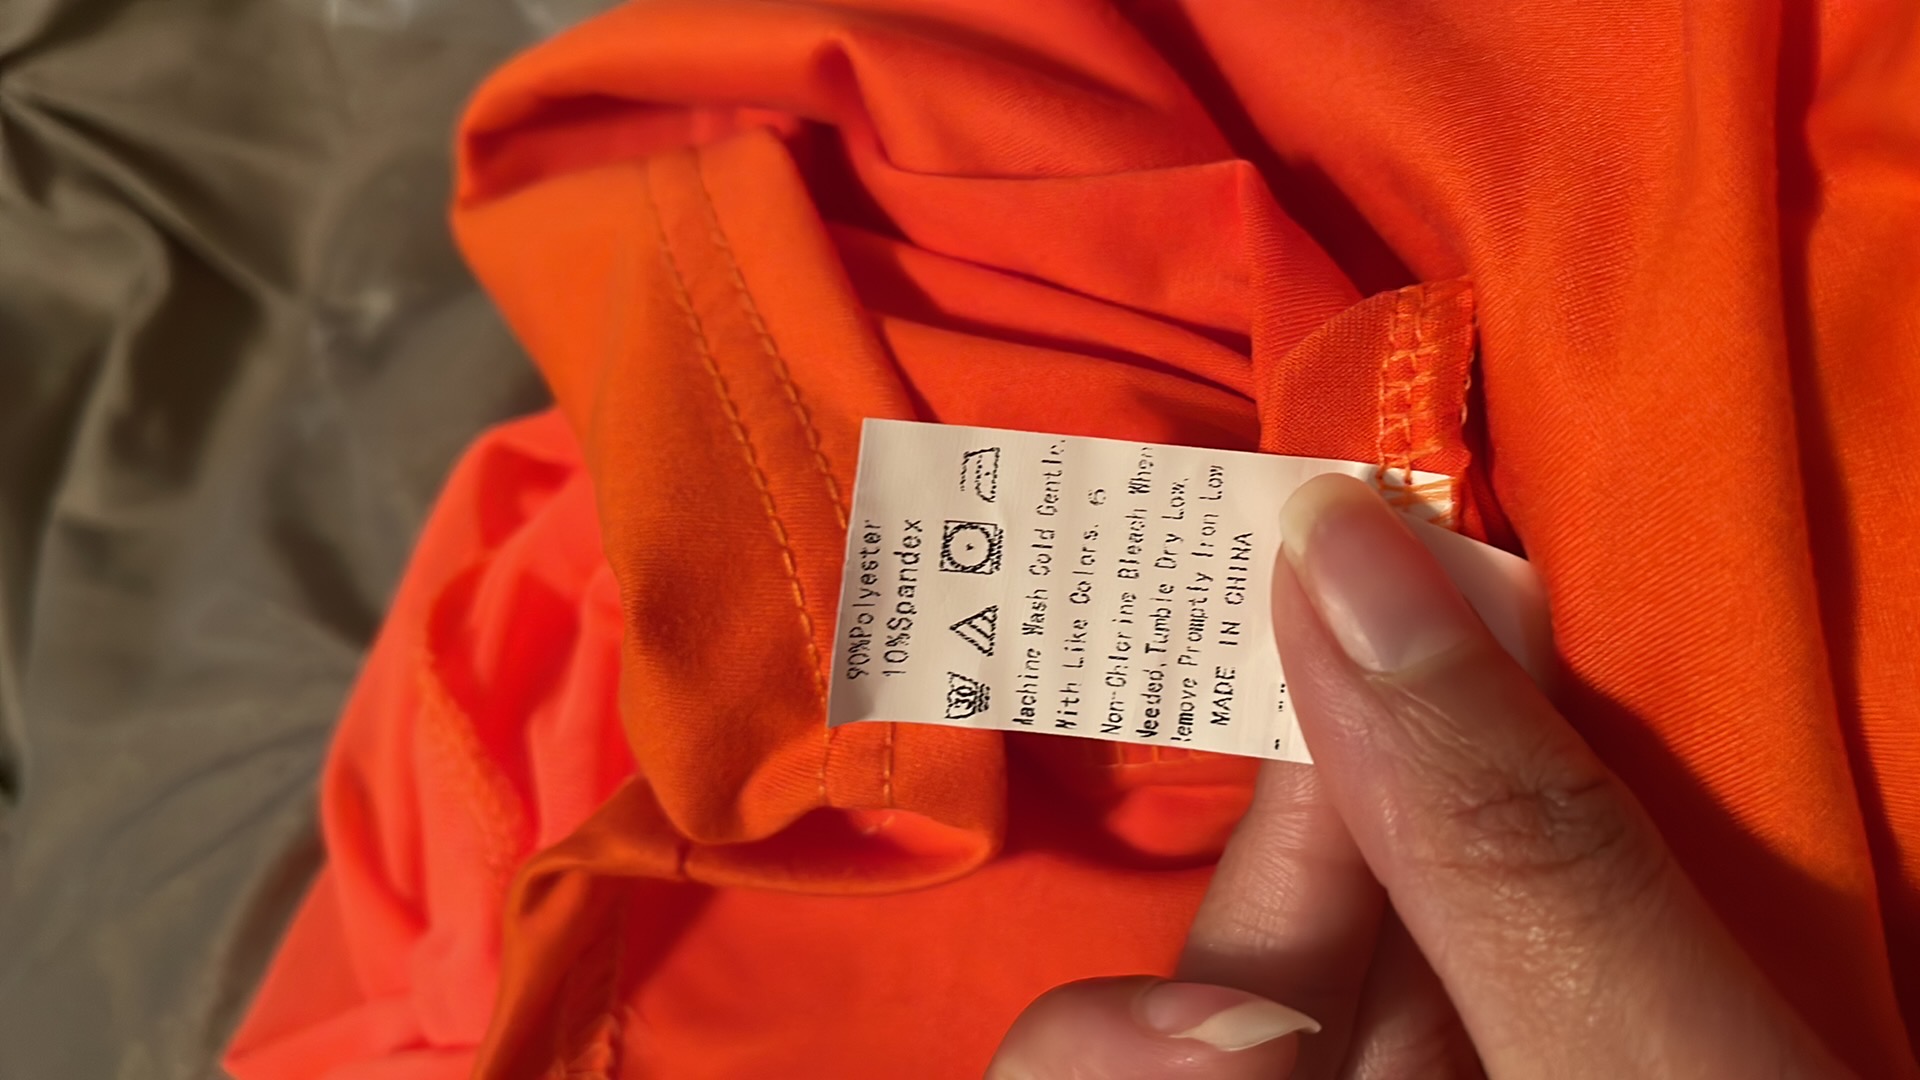 90%Polyester
10%Spandex
Machine Wash Cold Gentle.
With Like Colors. 6
Non-Chlorine Bleach When
Needed,Tumble Dry Low.
Remove Promptly Iron Low
MADE IN CHINA